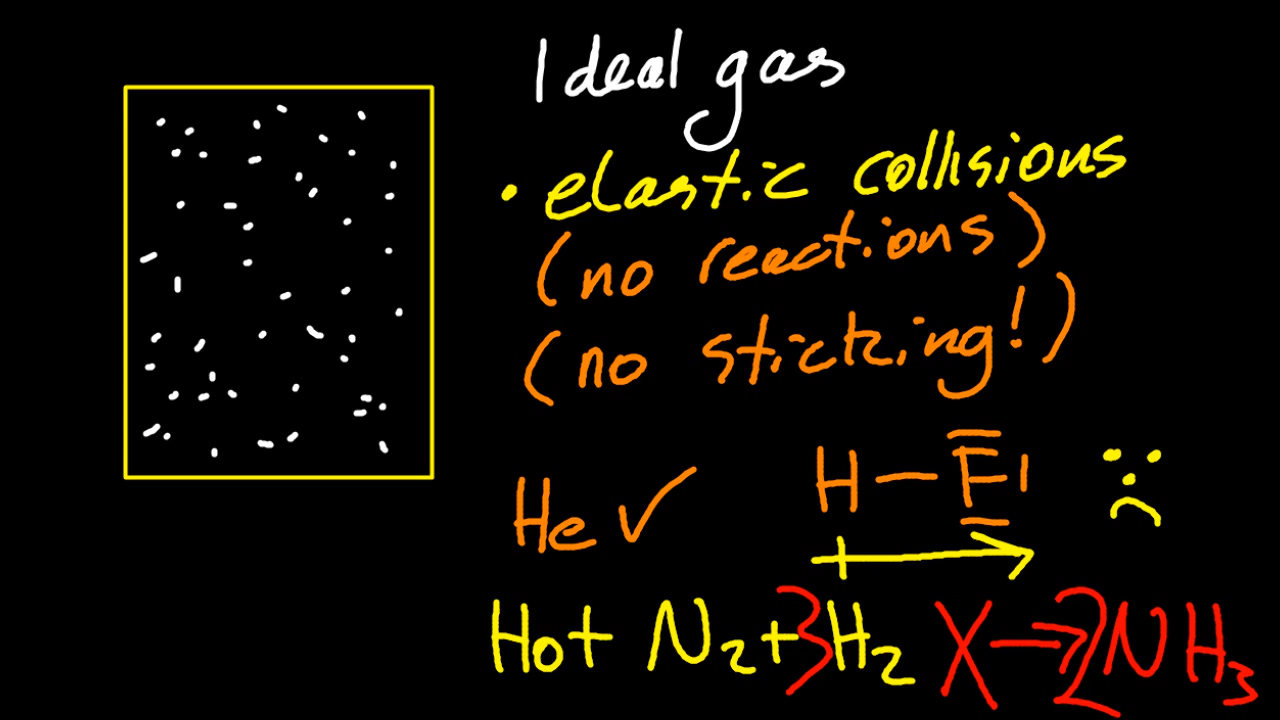 Ideal gas
• elastic collisions
(no reactions)
(no sticking!)
He ✓ H—F
Hot N₂ + 3H₂ X → 2NH₃